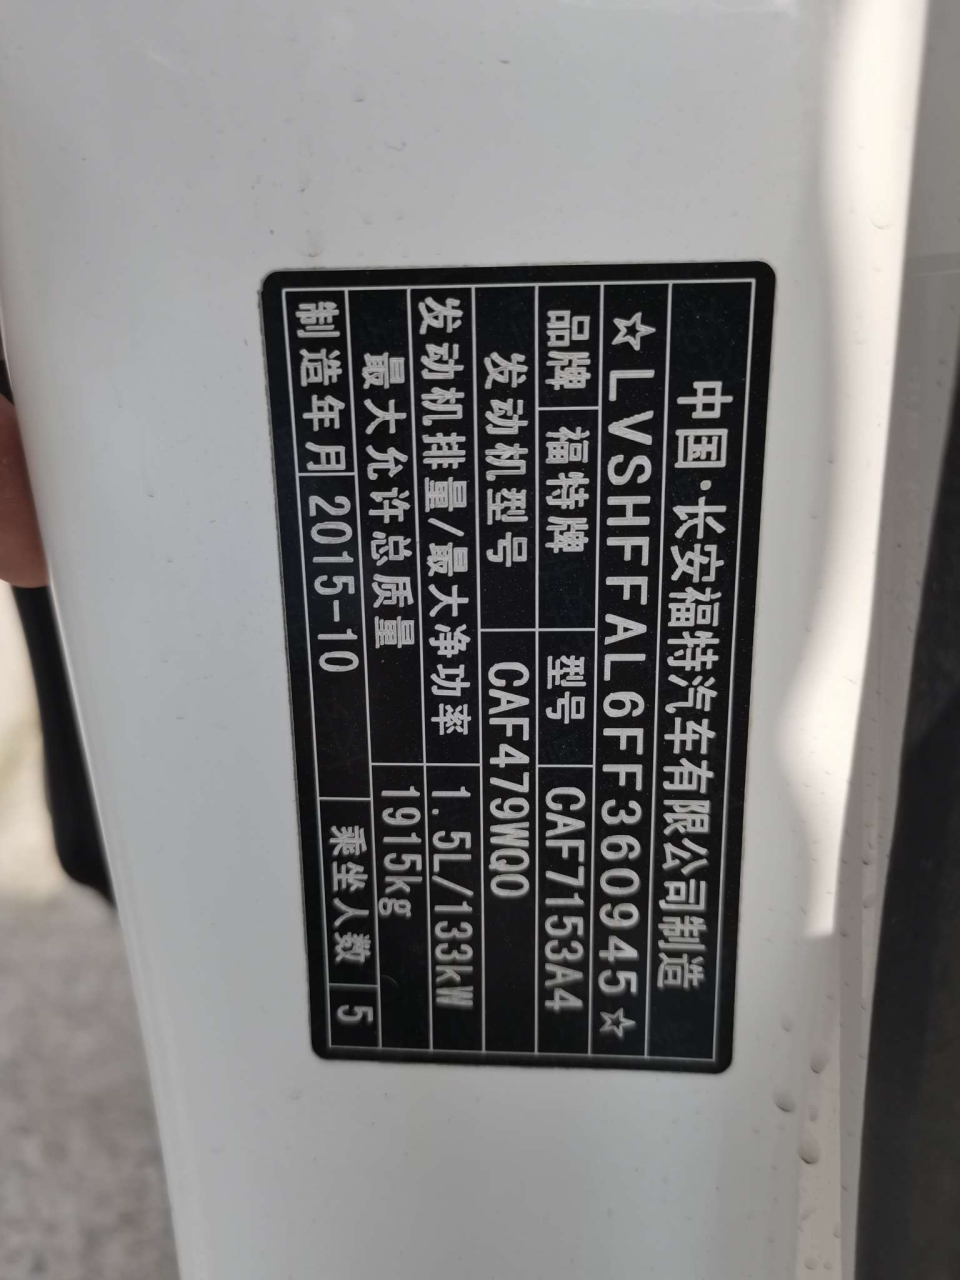 中国·长安福特汽车有限公司制造
☆LVSHFFAL6FF360945☆
品牌 福特牌 型号 CAF7153A4
发动机型号 CAF479WQ0
发动机排量/最大净功率 1.5L/133kW
最大允许总质量 1915kg
制造年月 2015-10 乘坐人数 5